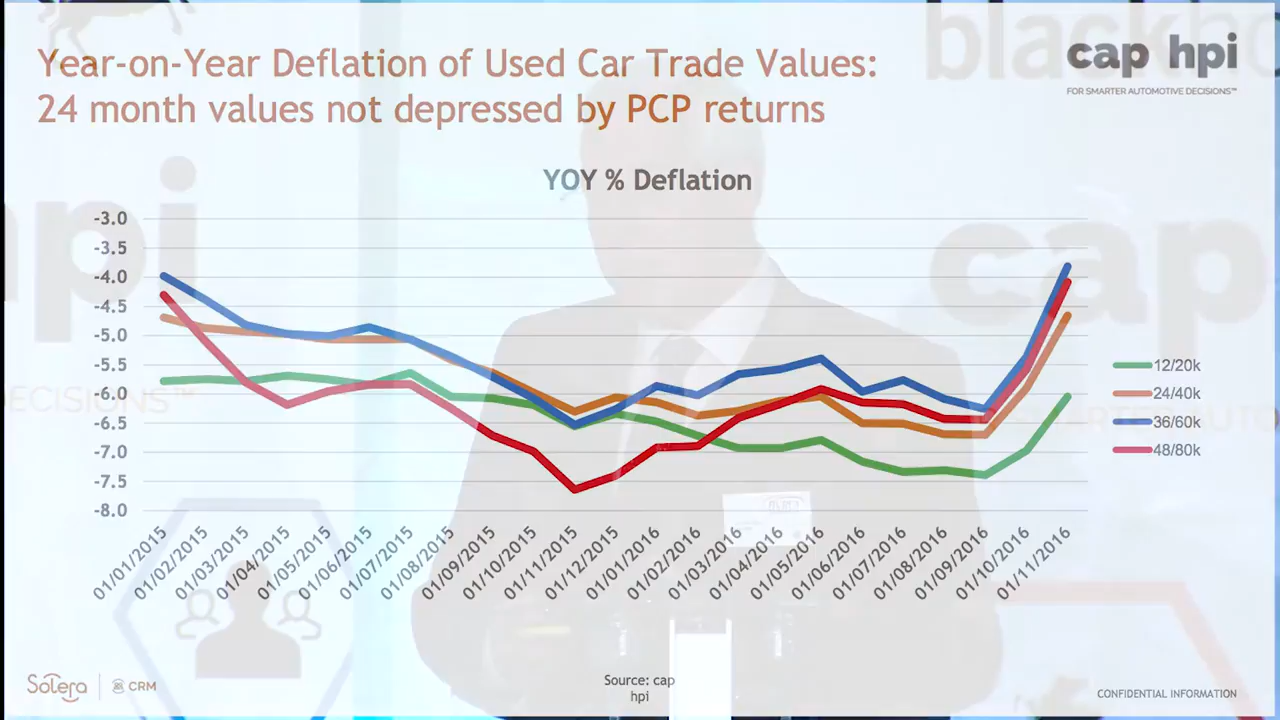 Year-on-Year Deflation of Used Car Trade Values:
24 month values not depressed by PCP returns
cap hpi
FOR SMARTER AUTOMOTIVE DECISIONS™
YOY % Deflation
-3.0
-3.5
-4.0
-4.5
-5.0
-5.5
-6.0
-6.5
-7.0
-7.5
-8.0
01/01/2015
01/02/2015
01/03/2015
01/04/2015
01/05/2015
01/06/2015
01/07/2015
01/08/2015
01/09/2015
01/10/2015
01/11/2015
01/12/2015
01/01/2016
01/02/2016
01/03/2016
01/04/2016
01/05/2016
01/06/2016
01/07/2016
01/08/2016
01/09/2016
01/10/2016
01/11/2016
12/20k
24/40k
36/60k
48/80k
pi
cap
DECISIONS™
Solera
CRM
Source: cap
hpi
CONFIDENTIAL INFORMATION